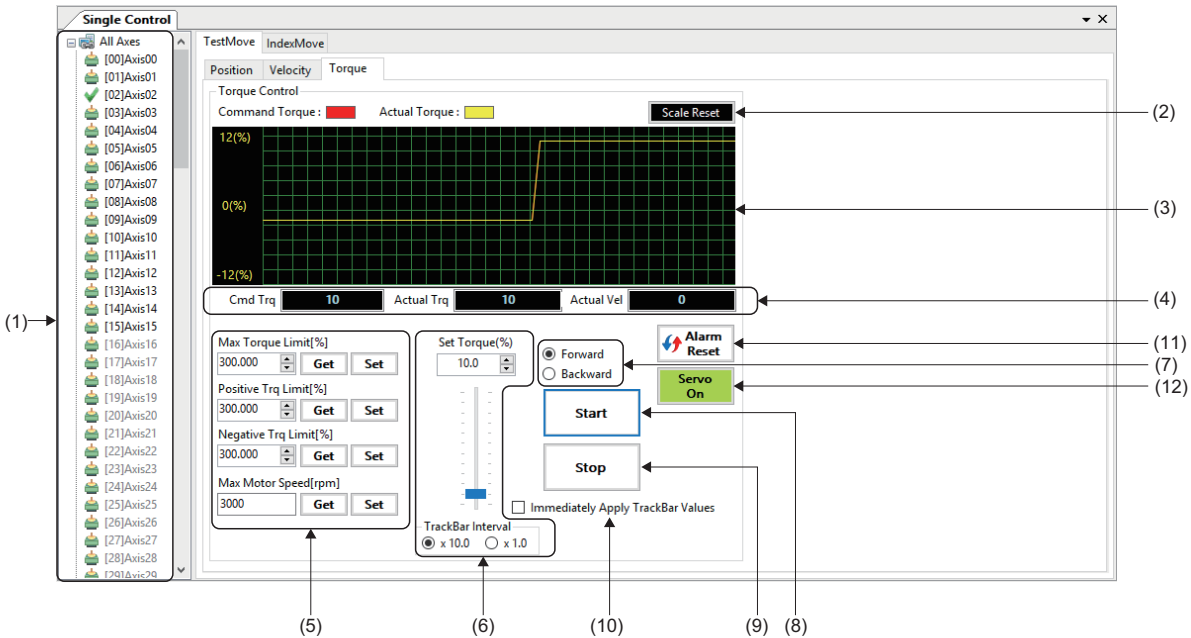 Single Control
All Axes
[00]Axis00
[01]Axis01
[02]Axis02
[03]Axis03
[04]Axis04
[05]Axis05
[06]Axis06
[07]Axis07
[08]Axis08
[09]Axis09
[10]Axis10
[11]Axis11
[12]Axis12
[13]Axis13
[14]Axis14
[15]Axis15
[16]Axis16
[17]Axis17
[18]Axis18
[19]Axis19
[20]Axis20
[21]Axis21
[22]Axis22
[23]Axis23
[24]Axis24
[25]Axis25
[26]Axis26
[27]Axis27
[28]Axis28
[29]Axis29
(1)
TestMove IndexMove
Position Velocity Torque
Torque Control
Command Torque : Actual Torque : Scale Reset
(2)
12(%)
0(%)
-12(%)
(3)
Cmd Trq 10 Actual Trq 10 Actual Vel 0
(4)
Max Torque Limit[%]
300.000 Get Set
Positive Trq Limit[%]
300.000 Get Set
Negative Trq Limit[%]
300.000 Get Set
Max Motor Speed[rpm]
3000 Get Set
Set Torque(%)
10.0
TrackBar Interval
x 10.0 x 1.0
Forward
Backward
Start
Stop
Immediately Apply TrackBar Values
Alarm
Reset
Servo
On
(11)
(7)
(12)
(5)
(6)
(10)
(9)
(8)